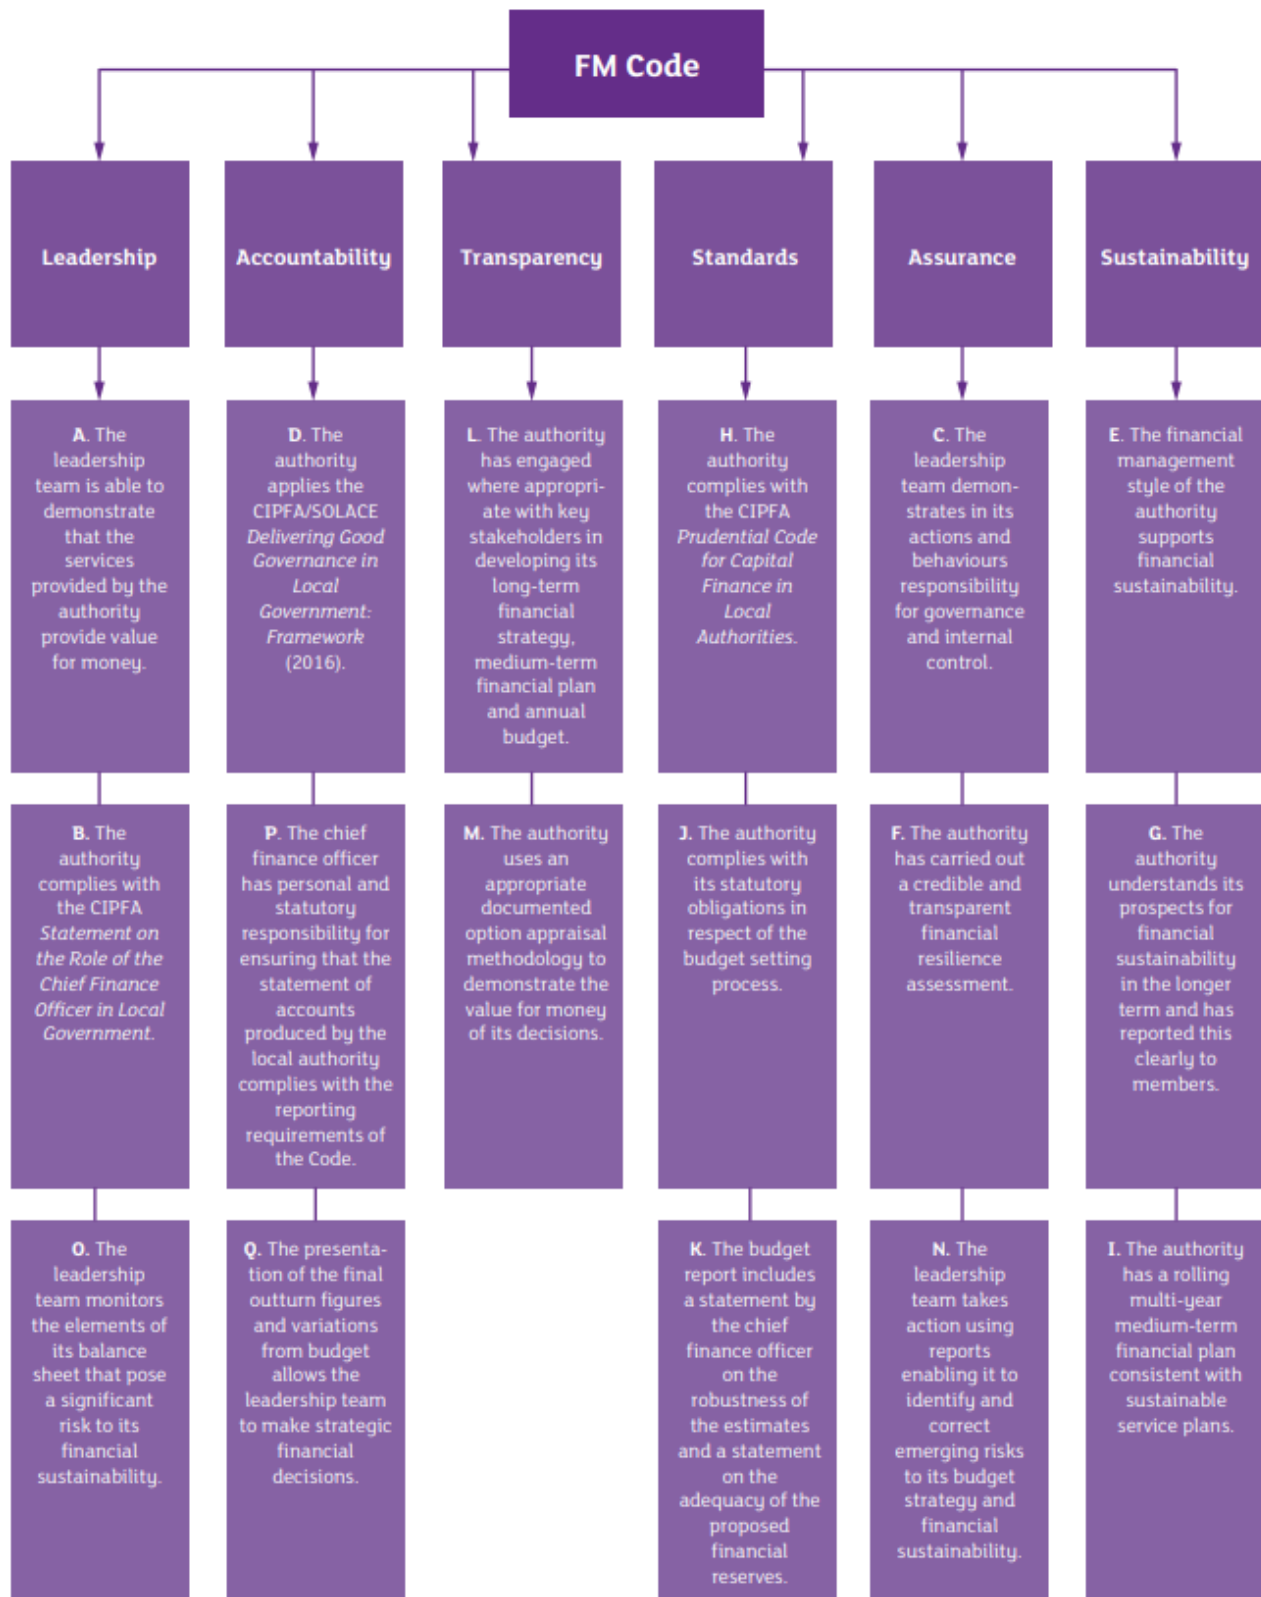 FM Code
Leadership
Accountability
Transparency
Standards
Assurance
Sustainability
A. The
leadership
team is able to
demonstrate
that the
services
provided by the
authority
provide value
for money.
D. The
authority
applies the
CIPFA/SOLACE
Delivering Good
Governance in
Local
Government:
Framework
(2016).
L. The authority
has engaged
where appropri-
ate with key
stakeholders in
developing its
long-term
financial
strategy,
medium-term
financial plan
and annual
budget.
H. The
authority
complies with
the CIPFA
Prudential Code
for Capital
Finance in
Local
Authorities.
C. The
leadership
team demon-
strates in its
actions and
behaviours
responsibility
for governance
and internal
control.
E. The financial
management
style of the
authority
supports
financial
sustainability.
B. The
authority
complies with
the CIPFA
Statement on
the Role of the
Chief Finance
Officer in Local
Government.
P. The chief
finance officer
has personal and
statutory
responsibility for
ensuring that the
statement of
accounts
produced by the
local authority
complies with the
reporting
requirements of
the Code.
M. The authority
uses an
appropriate
documented
option appraisal
methodology to
demonstrate the
value for money
of its decisions.
J. The authority
complies with
its statutory
obligations in
respect of the
budget setting
process.
F. The authority
has carried out
a credible and
transparent
financial
resilience
assessment.
G. The
authority
understands its
prospects for
financial
sustainability
in the longer
term and has
reported this
clearly to
members.
O. The
leadership
team monitors
the elements of
its balance
sheet that pose
a significant
risk to its
financial
sustainability.
Q. The presenta-
tion of the final
outturn figures
and variations
from budget
allows the
leadership team
to make strategic
financial
decisions.
K. The budget
report includes
a statement by
the chief
finance officer
on the
robustness of
the estimates
and a statement
on the
adequacy of the
proposed
financial
reserves.
N. The
leadership
team takes
action using
reports
enabling it to
identify and
correct
emerging risks
to its budget
strategy and
financial
sustainability.
I. The authority
has a rolling
multi-year
medium-term
financial plan
consistent with
sustainable
service plans.